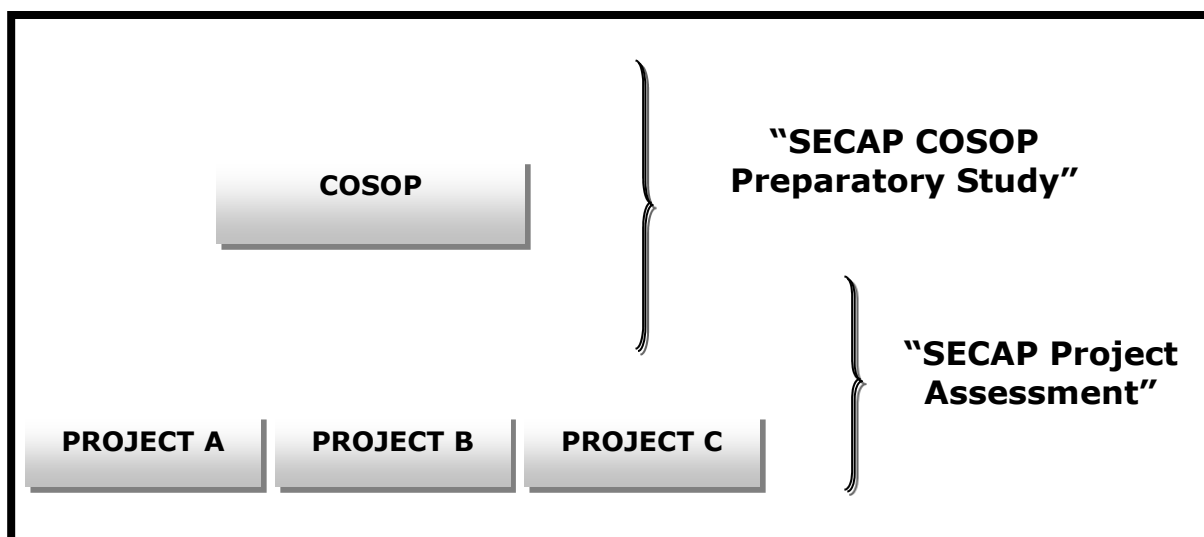 “SECAP COSOP
Preparatory Study”
COSOP
“SECAP Project
Assessment”
PROJECT A
PROJECT B
PROJECT C